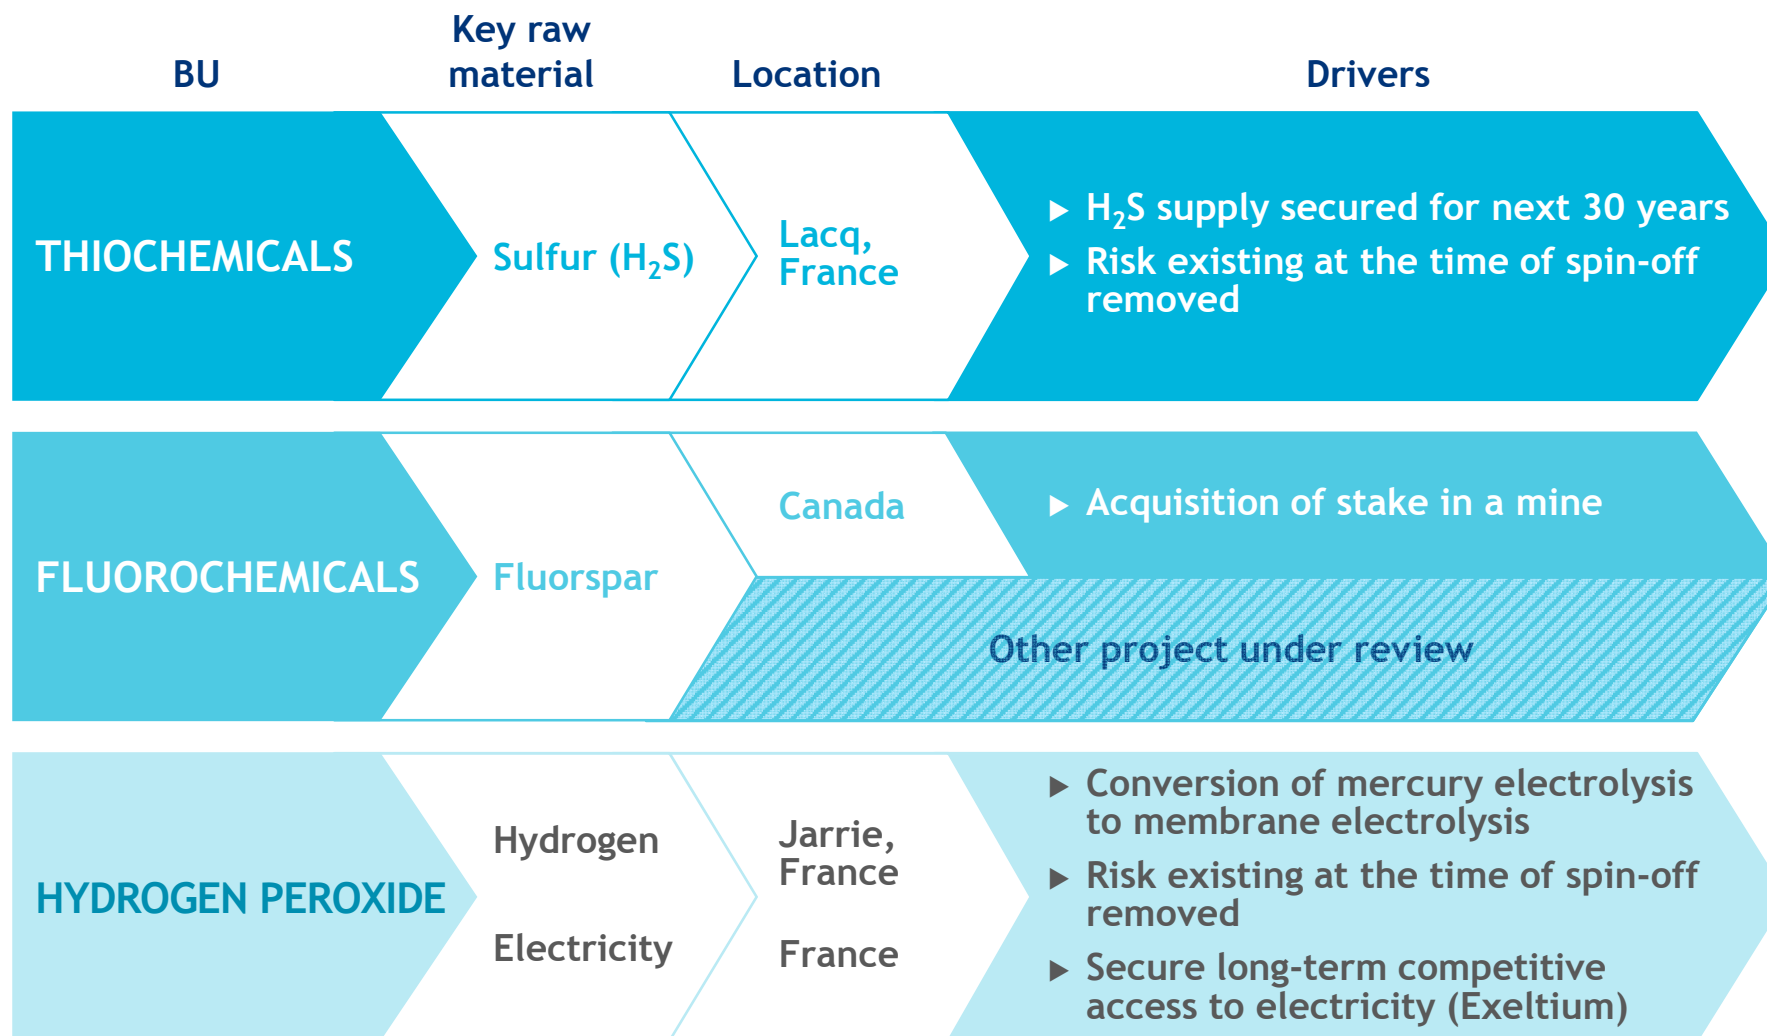 BU
Key raw
material
Location
Drivers
THIOCHEMICALS
Sulfur (H₂S)
Lacq,
France
▶ H₂S supply secured for next 30 years
▶ Risk existing at the time of spin-off
removed
FLUOROCHEMICALS
Fluorspar
Canada
▶ Acquisition of stake in a mine
Other project under review
HYDROGEN PEROXIDE
Hydrogen
Jarrie,
France
Electricity
France
▶ Conversion of mercury electrolysis
to membrane electrolysis
▶ Risk existing at the time of spin-off
removed
▶ Secure long-term competitive
access to electricity (Exeltium)